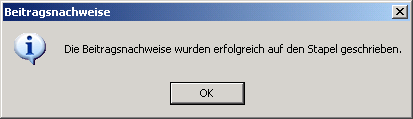 Beitragsnachweise
Die Beitragsnachweise wurden erfolgreich auf den Stapel geschrieben.
OK